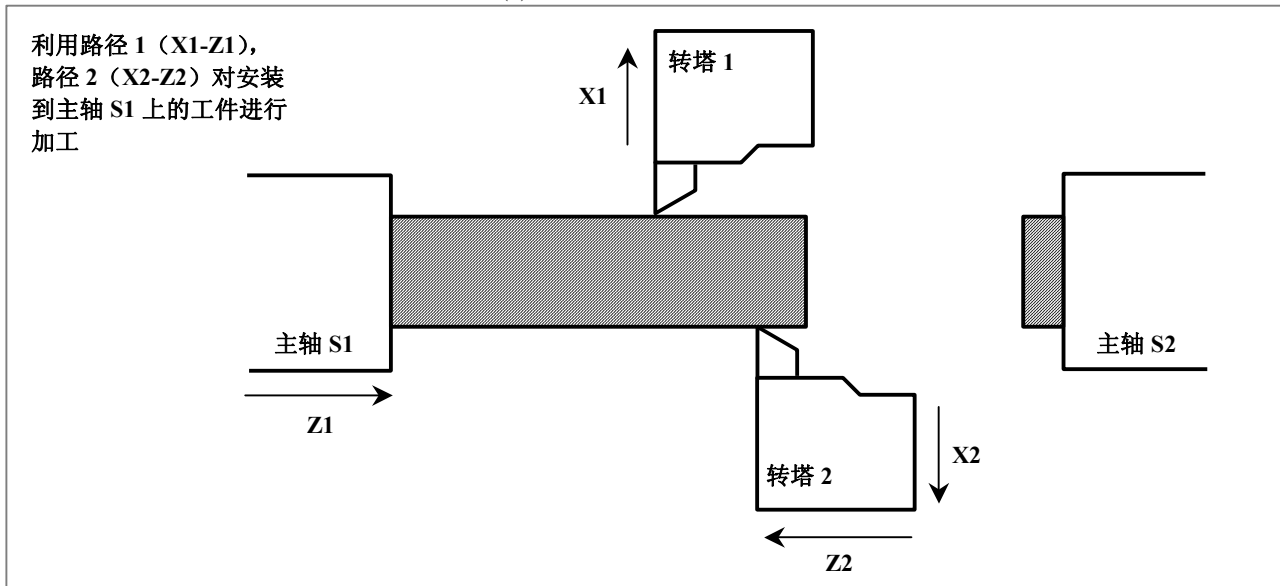 利用路径 1（X1-Z1），
路径 2（X2-Z2）对安装
到主轴 S1 上的工件进行
加工
转塔 1
X1
主轴 S1
主轴 S2
Z1
X2
转塔 2
Z2